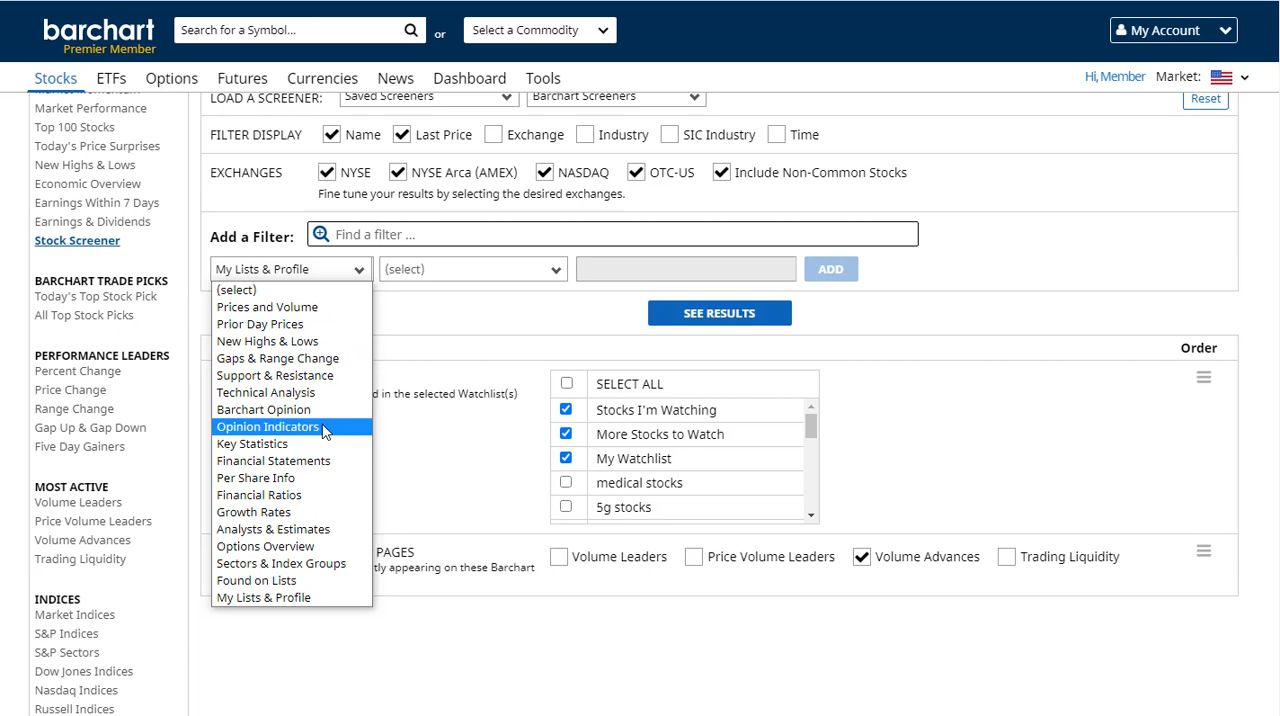 barchart
Premier Member
Search for a Symbol...
or
Select a Commodity
My Account
Stocks ETFs Options Futures Currencies News Dashboard Tools
Hi, Member Market:
Market Performance
Top 100 Stocks
Today's Price Surprises
New Highs & Lows
Economic Overview
Earnings Within 7 Days
Earnings & Dividends
Stock Screener
BARCHART TRADE PICKS
Today's Top Stock Pick
All Top Stock Picks
PERFORMANCE LEADERS
Percent Change
Price Change
Range Change
Gap Up & Gap Down
Five Day Gainers
MOST ACTIVE
Volume Leaders
Price Volume Leaders
Volume Advances
Trading Liquidity
INDICES
Market Indices
S&P Indices
S&P Sectors
Dow Jones Indices
Nasdaq Indices
Russell Indices
LOAD A SCREENER: Saved Screeners Barchart Screeners Reset
FILTER DISPLAY Name Last Price Exchange Industry SIC Industry Time
EXCHANGES NYSE NYSE Arca (AMEX) NASDAQ OTC-US Include Non-Common Stocks
Fine tune your results by selecting the desired exchanges.
Add a Filter: Find a filter ...
My Lists & Profile (select) ADD
(select)
Prices and Volume
Prior Day Prices
New Highs & Lows
Gaps & Range Change
Support & Resistance
Technical Analysis
Barchart Opinion
Opinion Indicators
Key Statistics
Financial Statements
Per Share Info
Financial Ratios
Growth Rates
Analysts & Estimates
Options Overview
Sectors & Index Groups
Found on Lists
My Lists & Profile
SEE RESULTS
Order
d in the selected Watchlist(s)
SELECT ALL
Stocks I'm Watching
More Stocks to Watch
My Watchlist
medical stocks
5g stocks
PAGES
tly appearing on these Barchart
Volume Leaders Price Volume Leaders Volume Advances Trading Liquidity